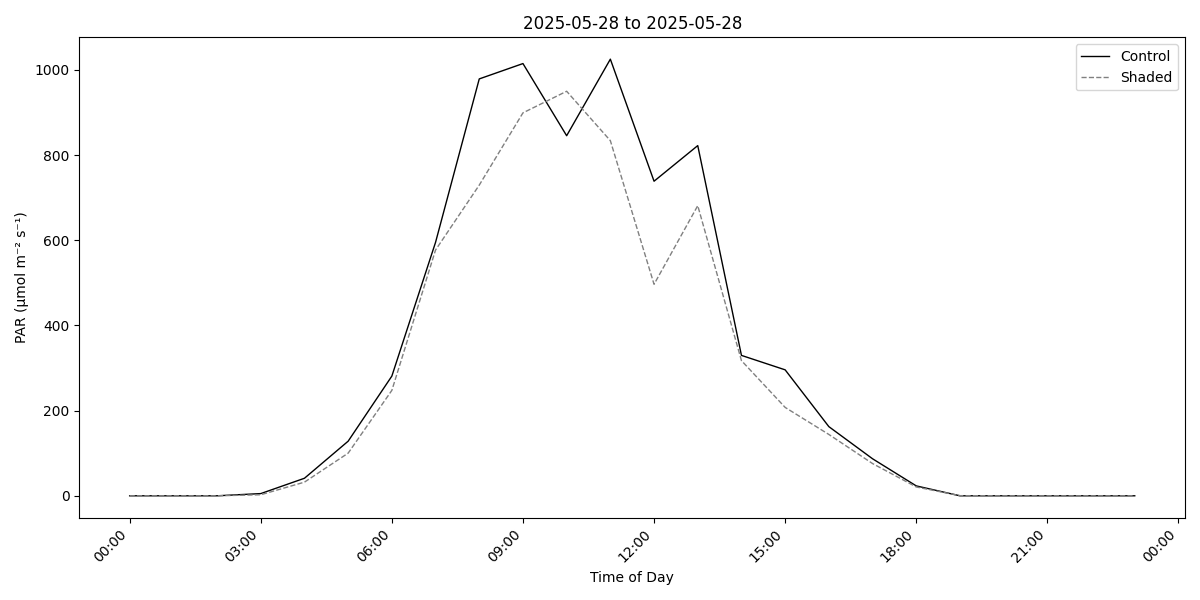 2025-05-28 to 2025-05-28
Control
Shaded
PAR (μmol m⁻² s⁻¹)
1000
800
600
400
200
0
00:00 03:00 06:00 09:00 12:00 15:00 18:00 21:00 00:00
Time of Day